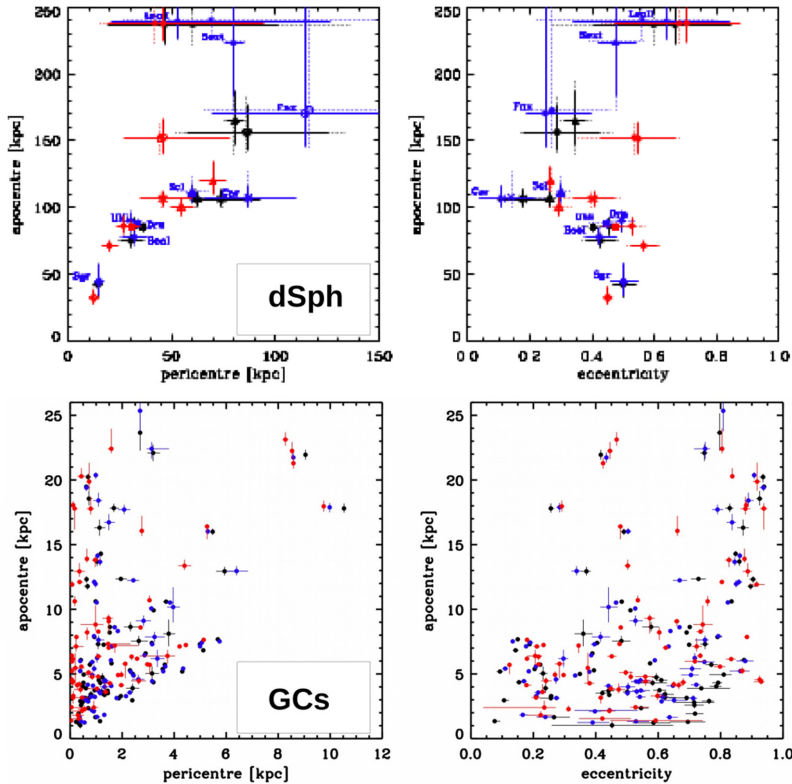 250
200
150
100
50
0
apocentre [kpc]
LeoI
Sext
Fnx
Scl
Car
UMi
Dra
BooI
Sgr
dSph
0 50 100 150
pericentre [kpc]
250
200
150
100
50
0
apocentre [kpc]
LeoI
Sext
Fnx
Car
Scl
UMi
Dra
BooI
Sgr
0 0.2 0.4 0.6 0.8 1.0
eccentricity
25
20
15
10
5
0
apocentre [kpc]
GCs
0 2 4 6 8 10 12
pericentre [kpc]
25
20
15
10
5
0
apocentre [kpc]
0.0 0.2 0.4 0.6 0.8 1.0
eccentricity